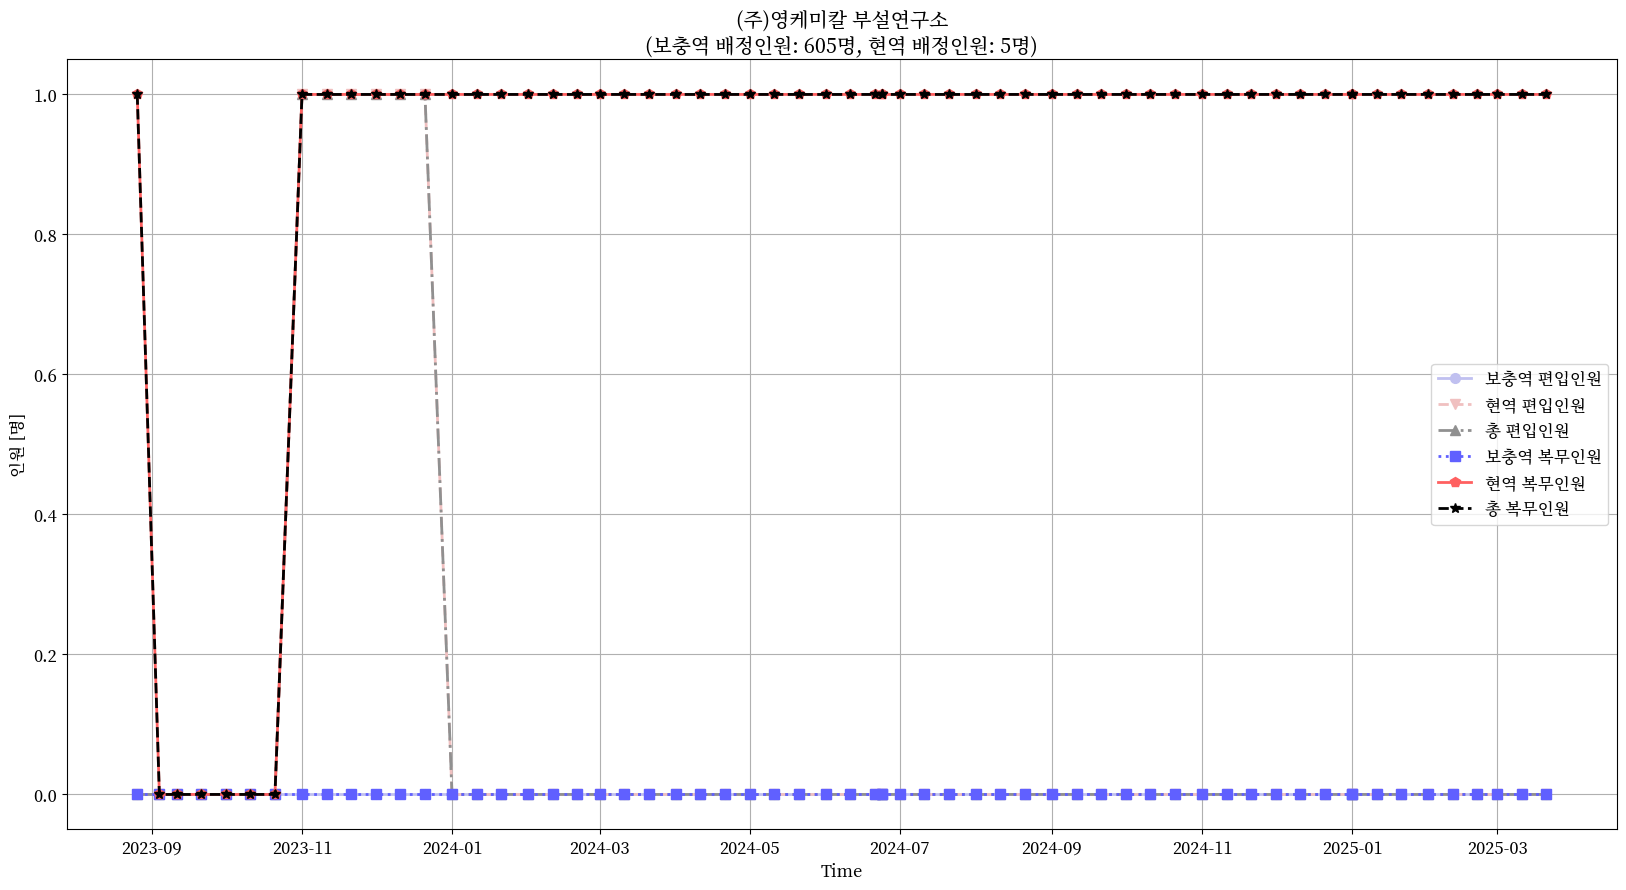 (주)영케미칼 부설연구소
(보충역 배정인원: 605명, 현역 배정인원: 5명)
인원 [명]
1.0
0.8
0.6
0.4
0.2
0.0
보충역 편입인원
현역 편입인원
총 편입인원
보충역 복무인원
현역 복무인원
총 복무인원
2023-09 2023-11 2024-01 2024-03 2024-05 2024-07 2024-09 2024-11 2025-01 2025-03
Time